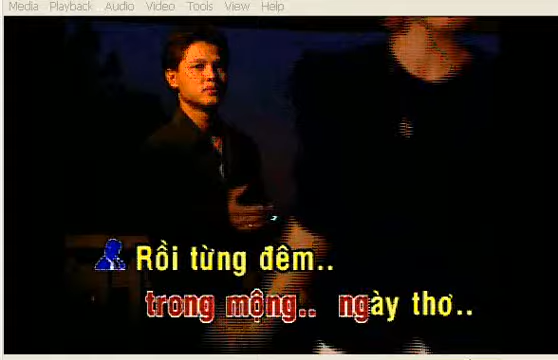 Media Playback Audio Video Tools View Help
Rồi từng đêm..
trong mộng.. ngày thơ..